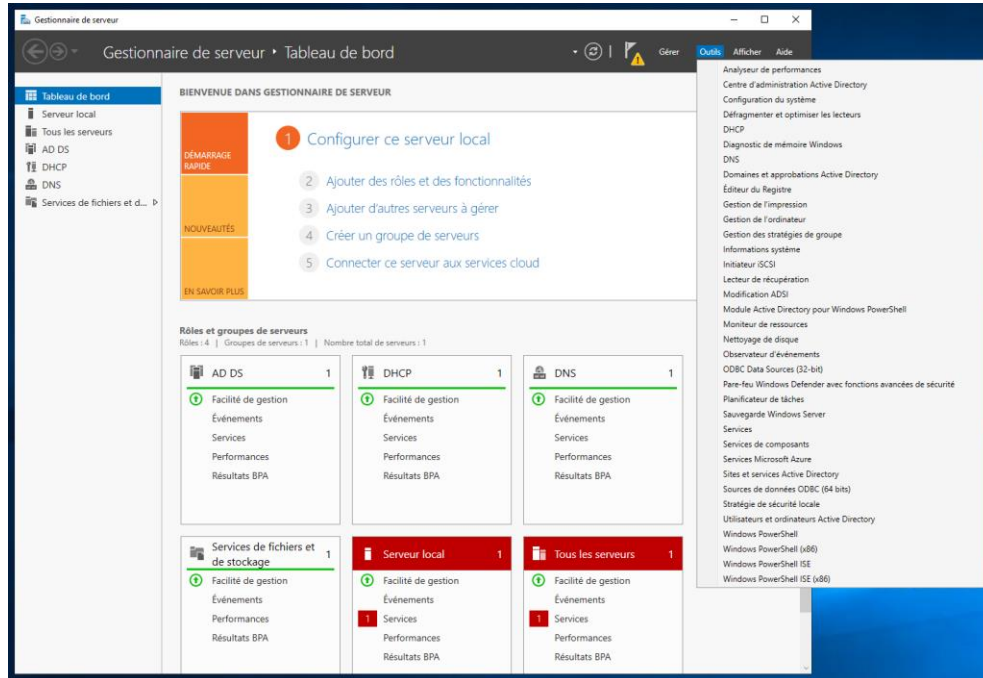 Gestionnaire de serveur
Gestionnaire de serveur • Tableau de bord
Gérer
Outils
Afficher
Aide
Tableau de bord
Serveur local
Tous les serveurs
AD DS
DHCP
DNS
Services de fichiers et d...
BIENVENUE DANS GESTIONNAIRE DE SERVEUR
DÉMARRAGE
RAPIDE
NOUVEAUTÉS
EN SAVOIR PLUS
1 Configurer ce serveur local
2 Ajouter des rôles et des fonctionnalités
3 Ajouter d'autres serveurs à gérer
4 Créer un groupe de serveurs
5 Connecter ce serveur aux services cloud
Rôles et groupes de serveurs
Rôles : 4 | Groupes de serveurs : 1 | Nombre total de serveurs : 1
AD DS 1
Facilité de gestion
Événements
Services
Performances
Résultats BPA
DHCP 1
Facilité de gestion
Événements
Services
Performances
Résultats BPA
DNS 1
Facilité de gestion
Événements
Services
Performances
Résultats BPA
Services de fichiers et
de stockage 1
Facilité de gestion
Événements
Performances
Résultats BPA
Serveur local 1
Facilité de gestion
Événements
1 Services
Performances
Résultats BPA
Tous les serveurs 1
Facilité de gestion
Événements
1 Services
Performances
Résultats BPA
Analyseur de performances
Centre d'administration Active Directory
Configuration du système
Défragmenter et optimiser les lecteurs
DHCP
Diagnostic de mémoire Windows
DNS
Domaines et approbations Active Directory
Éditeur du Registre
Gestion de l'impression
Gestion de l'ordinateur
Gestion des stratégies de groupe
Informations système
Initiateur iSCSI
Lecteur de récupération
Modification ADSI
Module Active Directory pour Windows PowerShell
Moniteur de ressources
Nettoyage de disque
Observateur d'événements
ODBC Data Sources (32-bit)
Pare-feu Windows Defender avec fonctions avancées de sécurité
Planificateur de tâches
Sauvegarde Windows Server
Services
Services de composants
Services Microsoft Azure
Sites et services Active Directory
Sources de données ODBC (64 bits)
Stratégie de sécurité locale
Utilisateurs et ordinateurs Active Directory
Windows PowerShell
Windows PowerShell (x86)
Windows PowerShell ISE
Windows PowerShell ISE (x86)